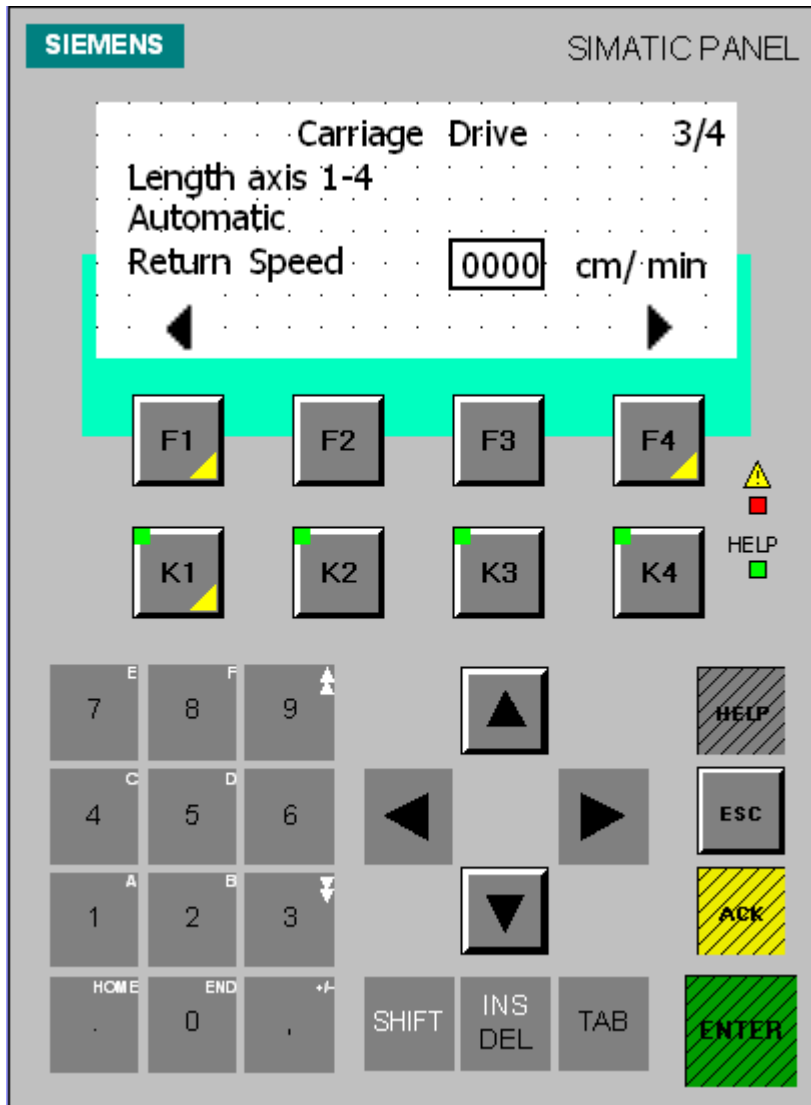 SIEMENS
SIMATIC PANEL
Carriage Drive 3/4
Length axis 1-4
Automatic
Return Speed 0000 cm/ min
F1 F2 F3 F4
HELP
K1 K2 K3 K4
E F
7 8 9 HELP
C D
4 5 6 ESC
A B
1 2 3 ACK
HOME END +/-
. 0 , SHIFT INS DEL TAB ENTER